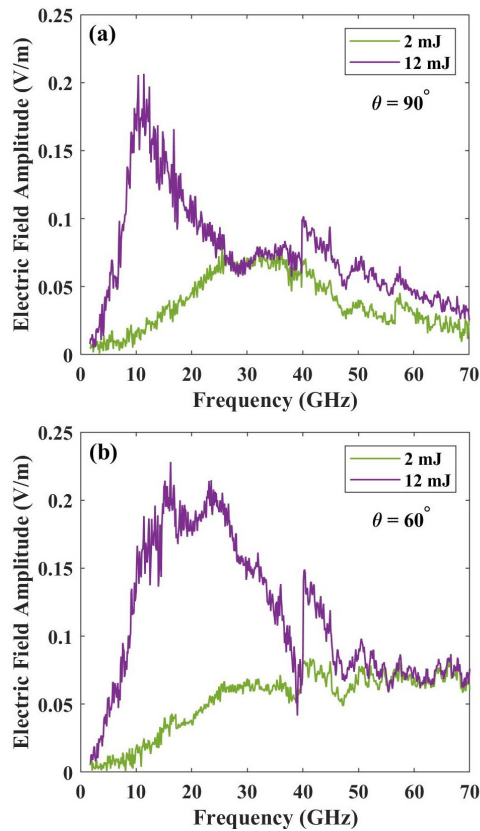 (a)
2 mJ
12 mJ
θ = 90°
Electric Field Amplitude (V/m)
0.25
0.2
0.15
0.1
0.05
0
0 10 20 30 40 50 60 70
Frequency (GHz)
(b)
2 mJ
12 mJ
θ = 60°
Electric Field Amplitude (V/m)
0.25
0.2
0.15
0.1
0.05
0
0 10 20 30 40 50 60 70
Frequency (GHz)